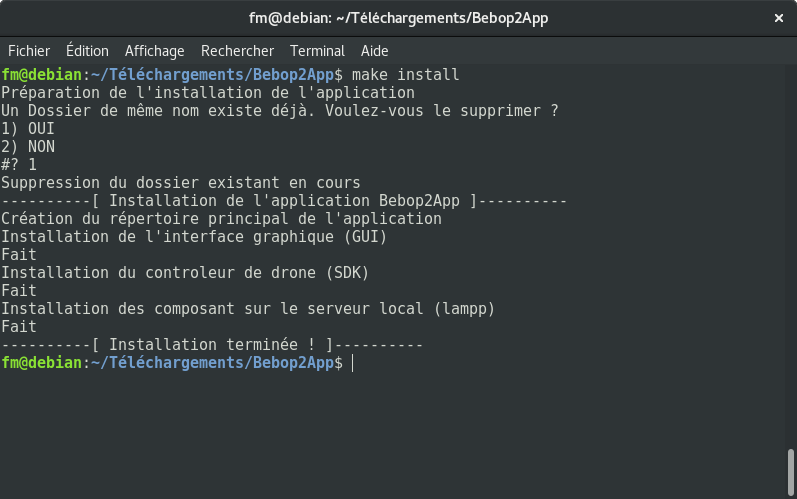 fm@debian: ~/Téléchargements/Bebop2App
Fichier Édition Affichage Rechercher Terminal Aide
fm@debian:~/Téléchargements/Bebop2App$ make install
Préparation de l'installation de l'application
Un Dossier de même nom existe déjà. Voulez-vous le supprimer ?
1) OUI
2) NON
#? 1
Suppression du dossier existant en cours
----------[ Installation de l'application Bebop2App ]----------
Création du répertoire principal de l'application
Installation de l'interface graphique (GUI)
Fait
Installation du controleur de drone (SDK)
Fait
Installation des composant sur le serveur local (lampp)
Fait
----------[ Installation terminée ! ]----------
fm@debian:~/Téléchargements/Bebop2App$